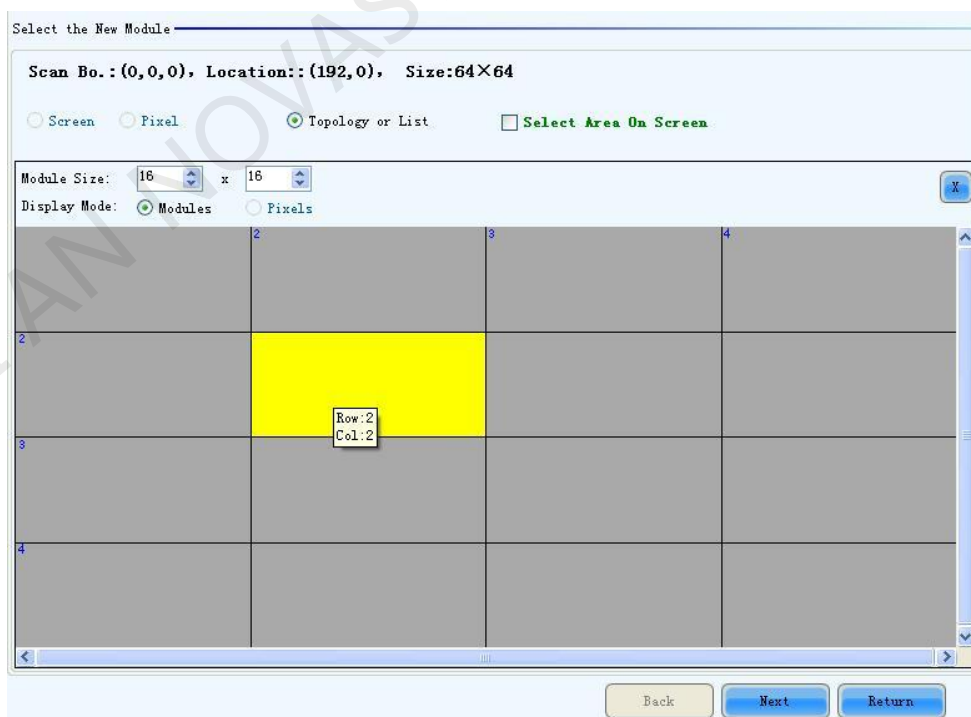 Select the New Module
Scan Bo.:(0,0,0), Location::(192,0), Size:64×64
Screen Pixel Topology or List Select Area On Screen
Module Size: 16 x 16
X
Display Mode: Modules Pixels
2 3 4
2
Row:2
Col:2
3
4
Back Next Return
AN NOVAS